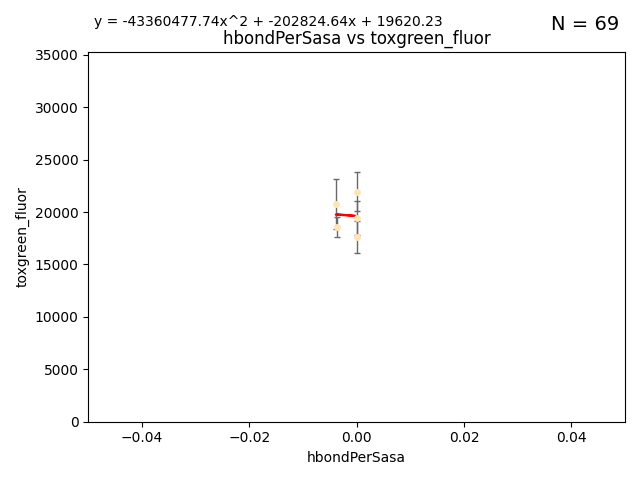 y = -43360477.74x^2 + -202824.64x + 19620.23
N = 69
hbondPerSasa vs toxgreen_fluor
35000
30000
25000
20000
15000
10000
5000
0
toxgreen_fluor
−0.04 −0.02 0.00 0.02 0.04
hbondPerSasa